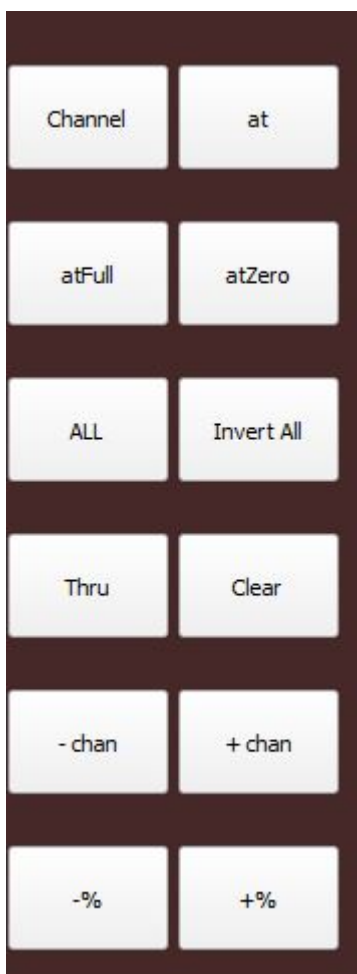 Channel at
atFull atZero
ALL Invert All
Thru Clear
- chan + chan
-% +%